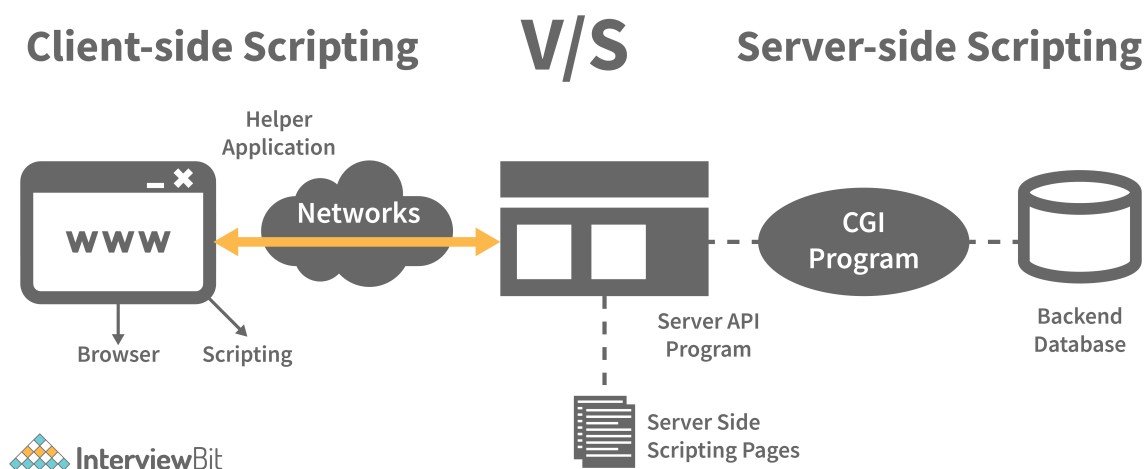 Client-side Scripting
V/S
Server-side Scripting
Helper
Application
www
Networks
CGI
Program
Browser
Scripting
Server API
Program
Backend
Database
Server Side
Scripting Pages
InterviewBit